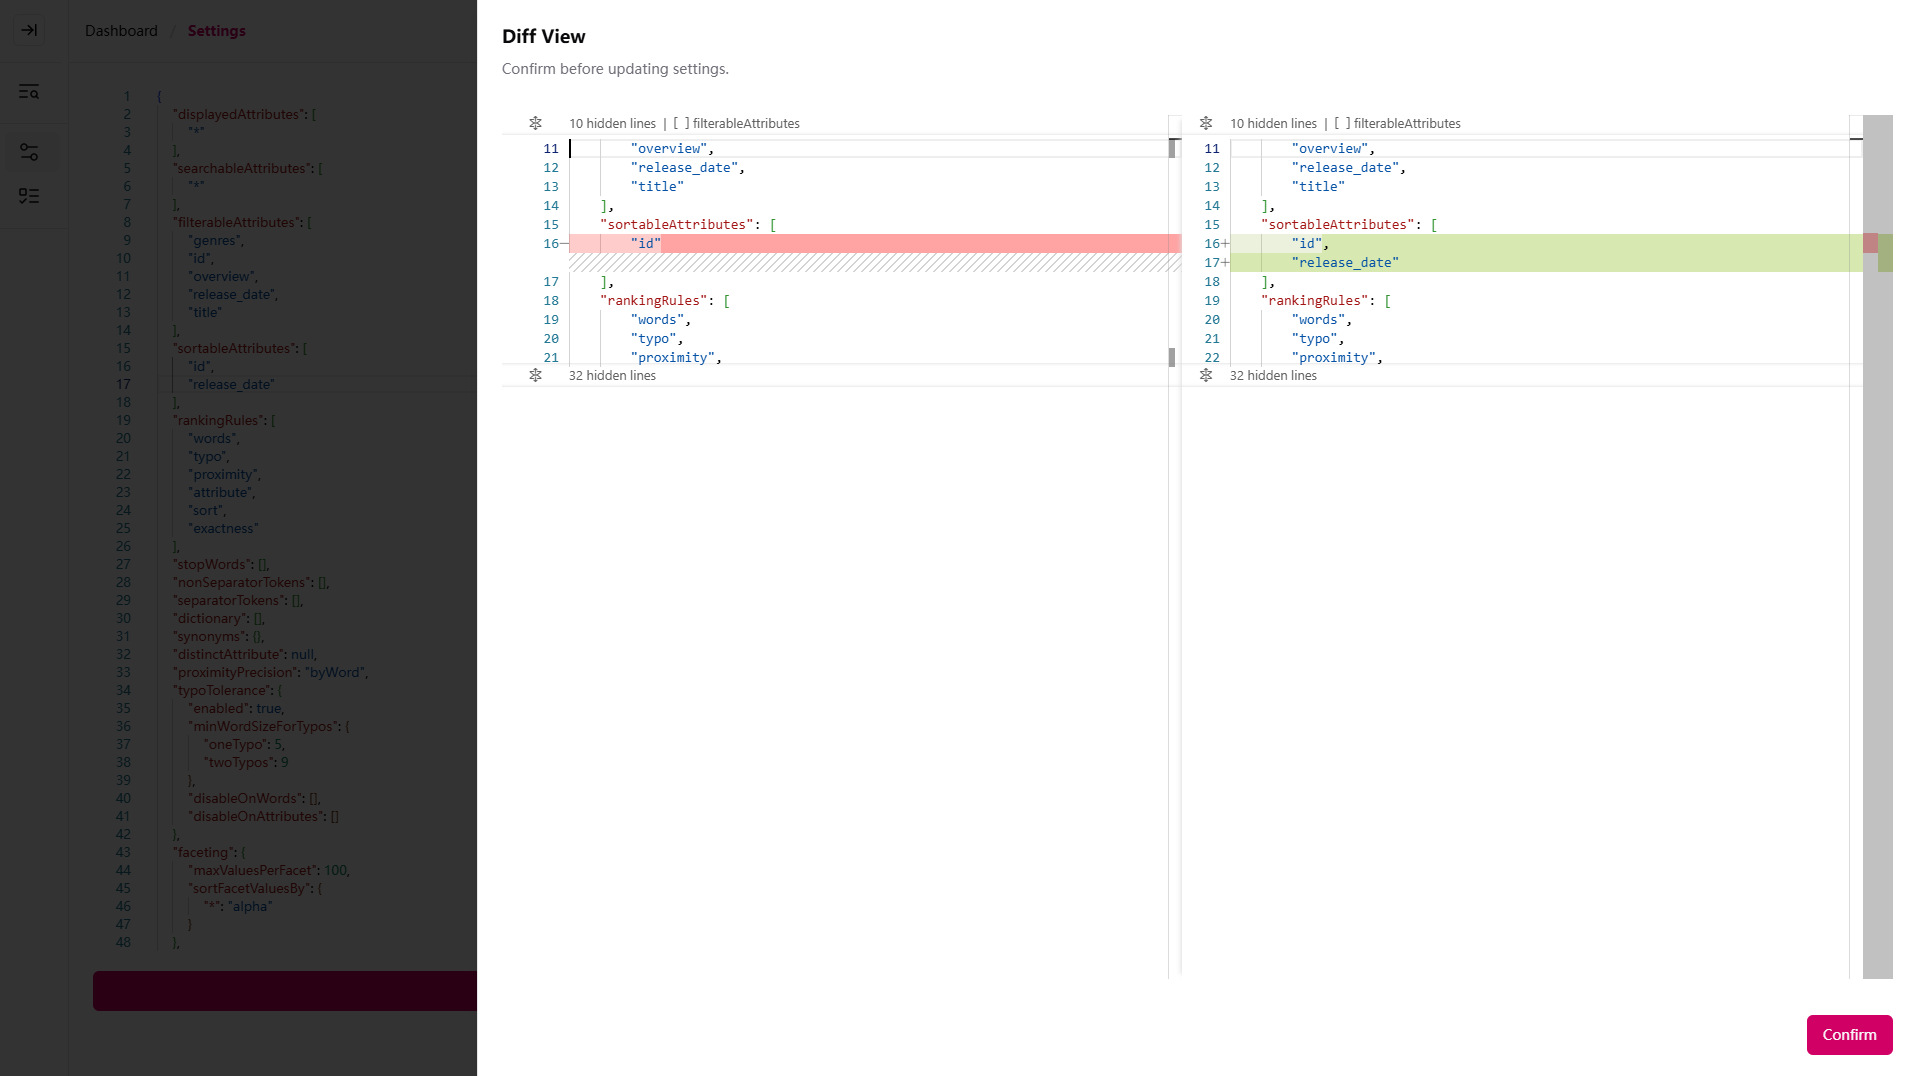 Dashboard / Settings
1 {
2 "displayedAttributes": [
3 "*"
4 ],
5 "searchableAttributes": [
6 "*"
7 ],
8 "filterableAttributes": [
9 "genres",
10 "id",
11 "overview",
12 "release_date",
13 "title"
14 ],
15 "sortableAttributes": [
16 "id",
17 "release_date"
18 ],
19 "rankingRules": [
20 "words",
21 "typo",
22 "proximity",
23 "attribute",
24 "sort",
25 "exactness"
26 ],
27 "stopWords": [],
28 "nonSeparatorTokens": [],
29 "separatorTokens": [],
30 "dictionary": [],
31 "synonyms": {},
32 "distinctAttribute": null,
33 "proximityPrecision": "byWord",
34 "typoTolerance": {
35 "enabled": true,
36 "minWordSizeForTypos": {
37 "oneTypo": 5,
38 "twoTypos": 9
39 },
40 "disableOnWords": [],
41 "disableOnAttributes": []
42 },
43 "faceting": {
44 "maxValuesPerFacet": 100,
45 "sortFacetValuesBy": {
46 "*": "alpha"
47 }
48 },
Diff View
Confirm before updating settings.
10 hidden lines | [ ] filterableAttributes
11 "overview",
12 "release_date",
13 "title"
14 ],
15 "sortableAttributes": [
16− "id"
17 ],
18 "rankingRules": [
19 "words",
20 "typo",
21 "proximity",
32 hidden lines
10 hidden lines | [ ] filterableAttributes
11 "overview",
12 "release_date",
13 "title"
14 ],
15 "sortableAttributes": [
16+ "id",
17+ "release_date"
18 ],
19 "rankingRules": [
20 "words",
21 "typo",
22 "proximity",
32 hidden lines
Confirm